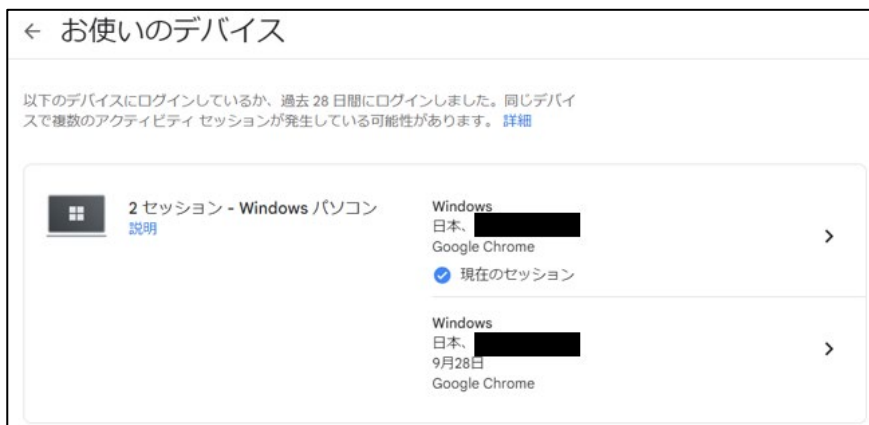 ← お使いのデバイス
以下のデバイスにログインしているか、過去 28 日間にログインしました。同じデバイ
スで複数のアクティビティ セッションが発生している可能性があります。 詳細
2 セッション - Windows パソコン
説明
Windows
日本、
Google Chrome
現在のセッション
Windows
日本、
9月28日
Google Chrome